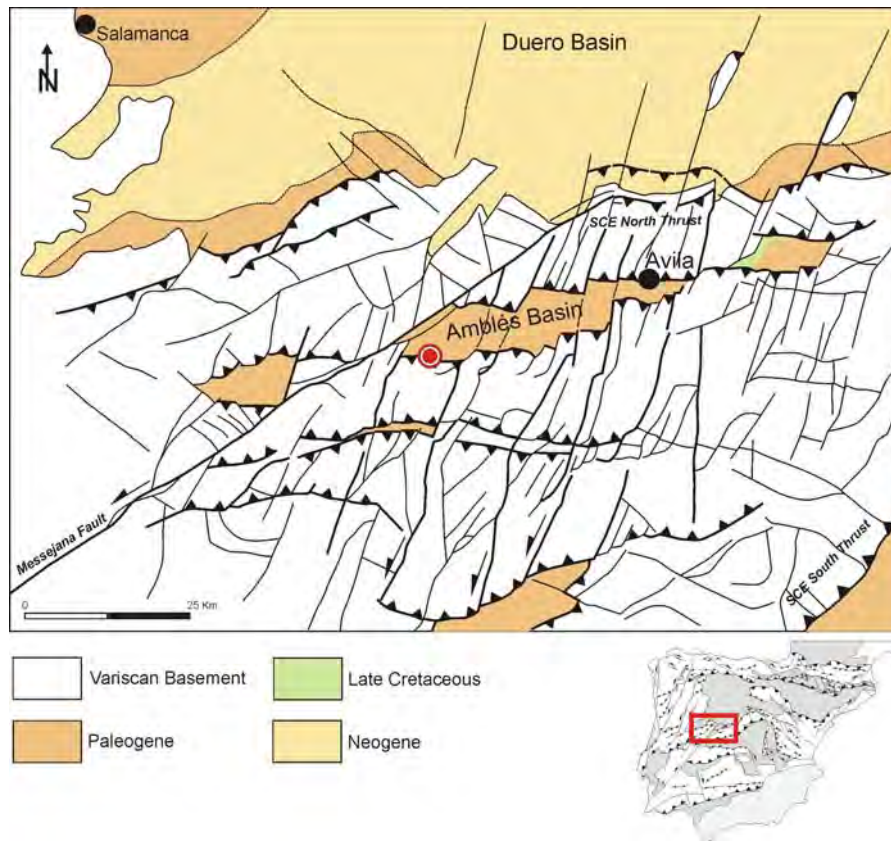 Salamanca
Duero Basin
N
SCE North Thrust
Avila
Amblés Basin
Messejana Fault
SCE South Thrust
0 25 Km
Variscan Basement
Late Cretaceous
Paleogene
Neogene